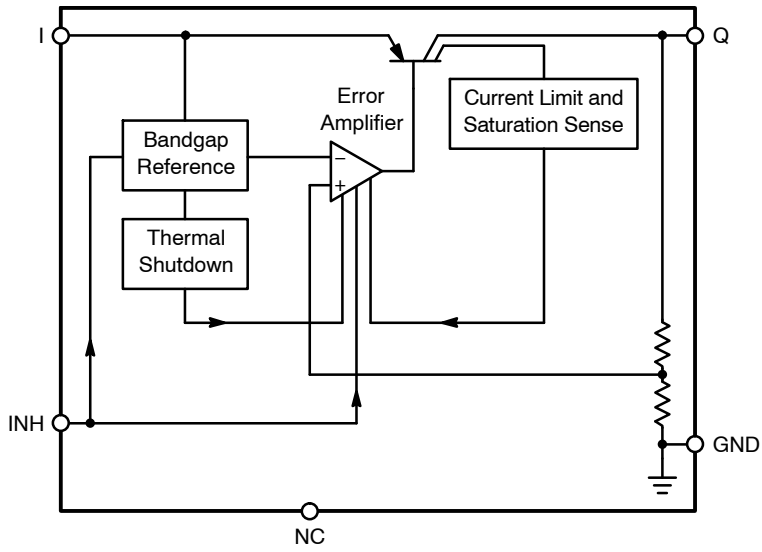 I
Q
Error
Amplifier
Current Limit and
Saturation Sense
Bandgap
Reference
−
+
Thermal
Shutdown
INH
GND
NC